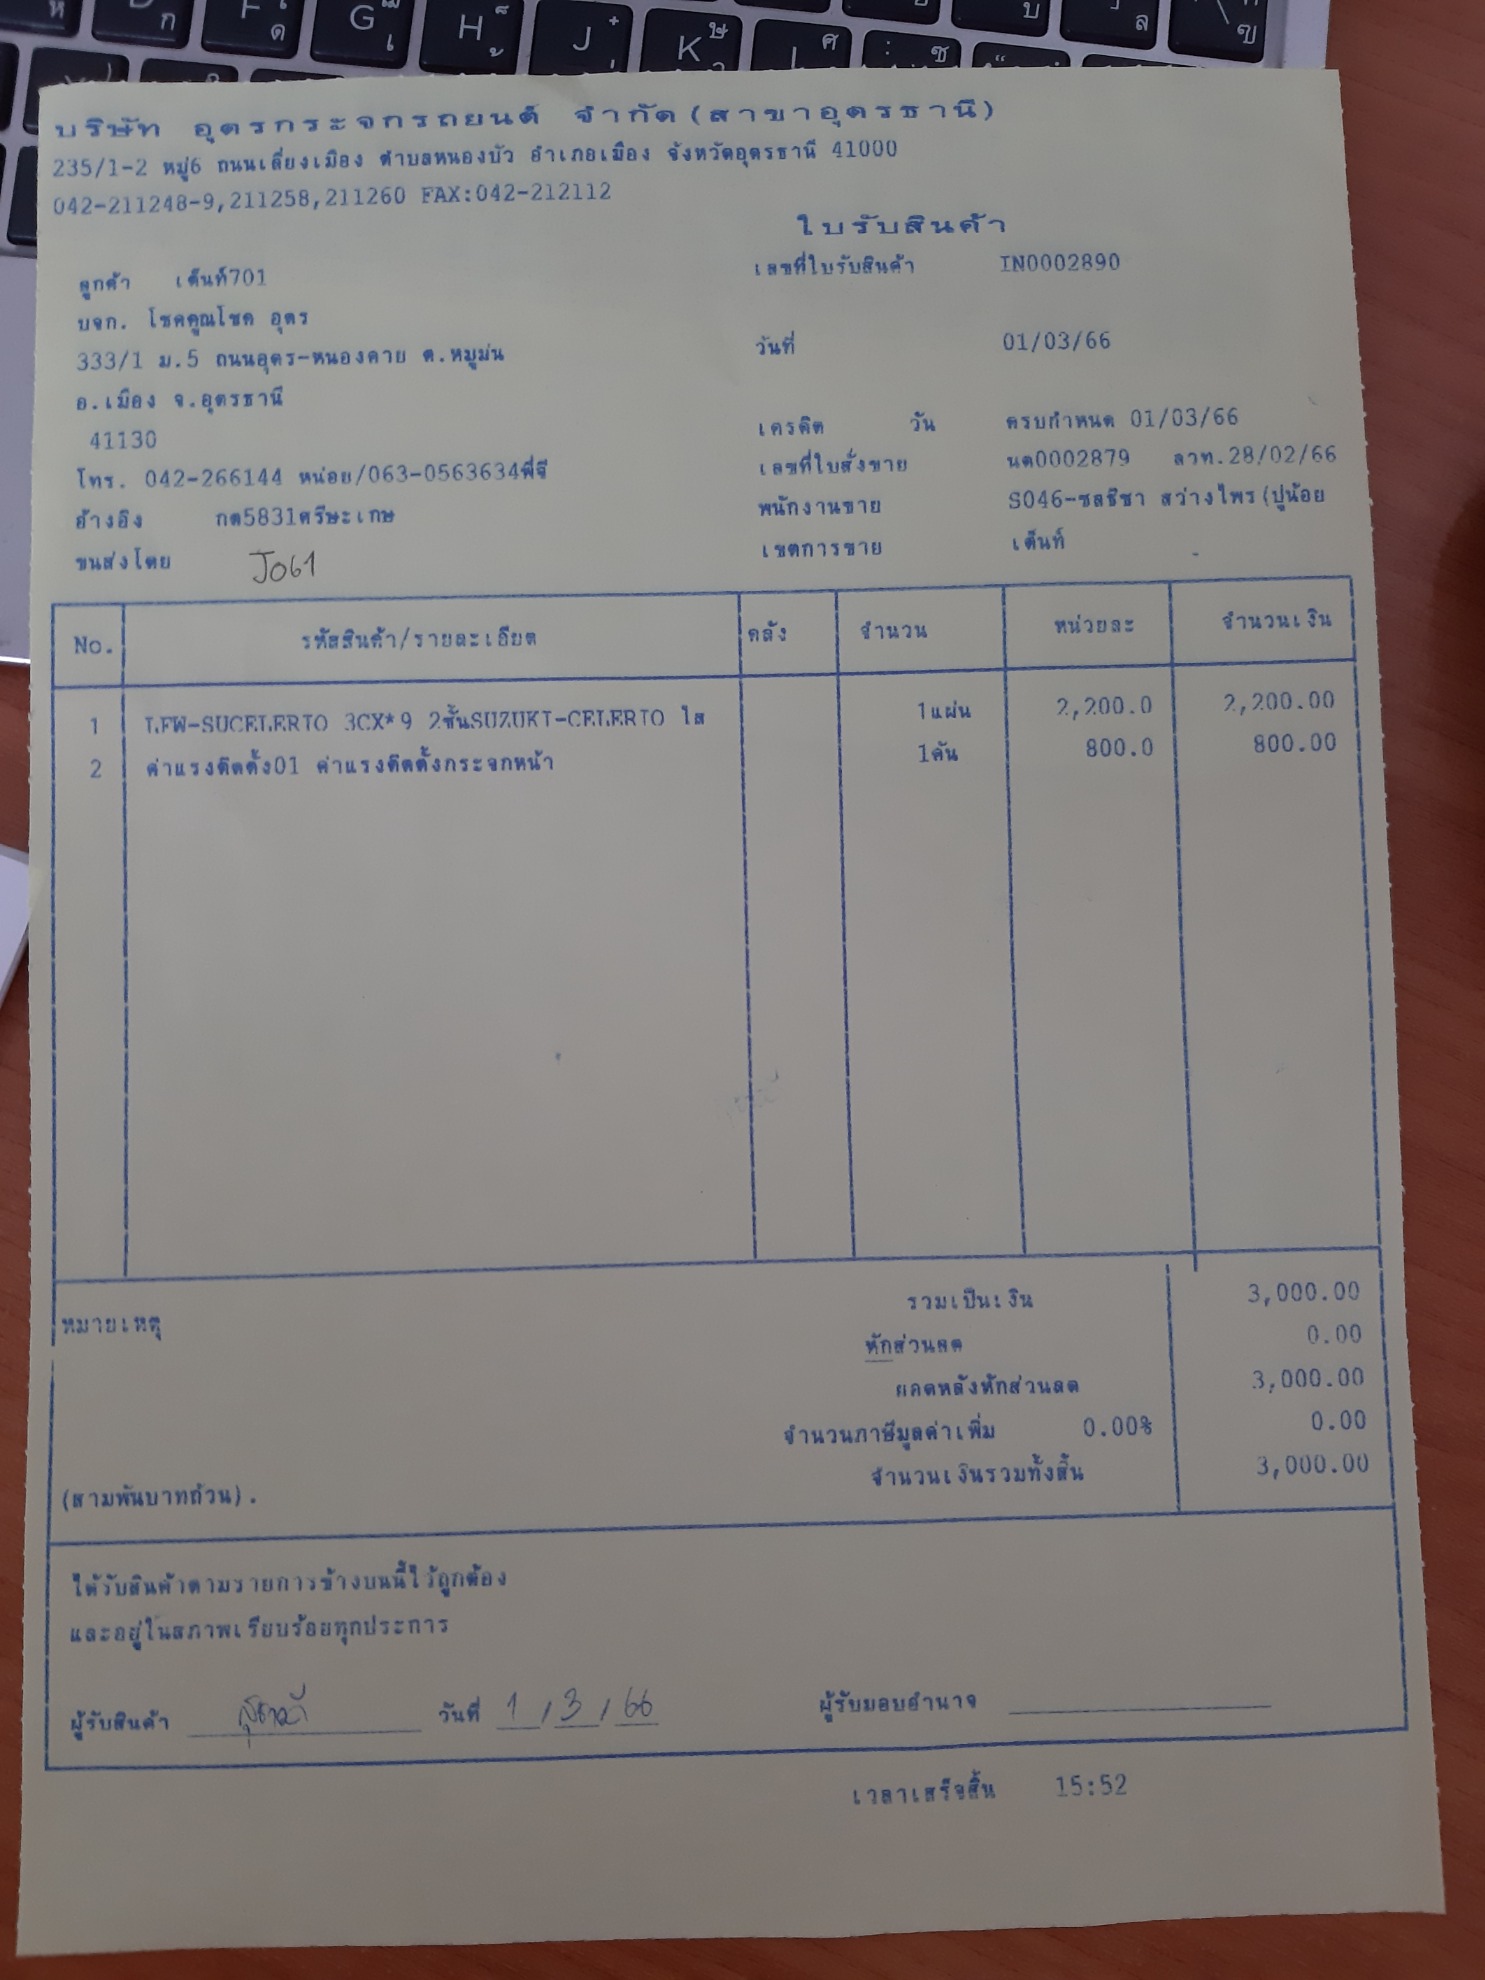 บริษัท อุดรกระจกรถยนต์ จำกัด(สาขาอุดรธานี)
235/1-2 หมู่6 ถนนเลี่ยงเมือง ตำบลหนองบัว อำเภอเมือง จังหวัดอุดรธานี 41000
042-211248-9,211258,211260 FAX:042-212112
ใบรับสินค้า
ลูกค้า เต็นท์701
เลขที่ใบรับสินค้า IN0002890
บจก. โชคคูณโชค อุดร
333/1 ม.5 ถนนอุดร-หนองคาย ต.หมูม่น
วันที่ 01/03/66
อ.เมือง จ.อุดรธานี
41130
เครดิต วัน ครบกำหนด 01/03/66
โทร. 042-266144 หน่อย/063-0563634พี่จี
เลขที่ใบสั่งขาย นด0002879 ลวท.28/02/66
อ้างอิง กต5831ศรีษะเกษ
พนักงานขาย S046-ชลธิชา สว่างไพร(ปูน้อย
ขนส่งโดย J061
เขตการขาย เต็นท์
No. รหัสสินค้า/รายละเอียด คลัง จำนวน หน่วยละ จำนวนเงิน
1 LFW-SUCELERIO 3CX*9 2ชั้นSUZUKI-CELERIO ใส 1แผ่น 2,200.0 2,200.00
2 ค่าแรงติดตั้ง01 ค่าแรงติดตั้งกระจกหน้า 1คัน 800.0 800.00
หมายเหตุ
รวมเป็นเงิน 3,000.00
หักส่วนลด 0.00
ยอดหลังหักส่วนลด 3,000.00
จำนวนภาษีมูลค่าเพิ่ม 0.00% 0.00
จำนวนเงินรวมทั้งสิ้น 3,000.00
(สามพันบาทถ้วน).
ได้รับสินค้าตามรายการข้างบนนี้ไว้ถูกต้อง
และอยู่ในสภาพเรียบร้อยทุกประการ
ผู้รับสินค้า วันที่ 1/3/66 ผู้รับมอบอำนาจ
เวลาเสร็จสิ้น 15:52